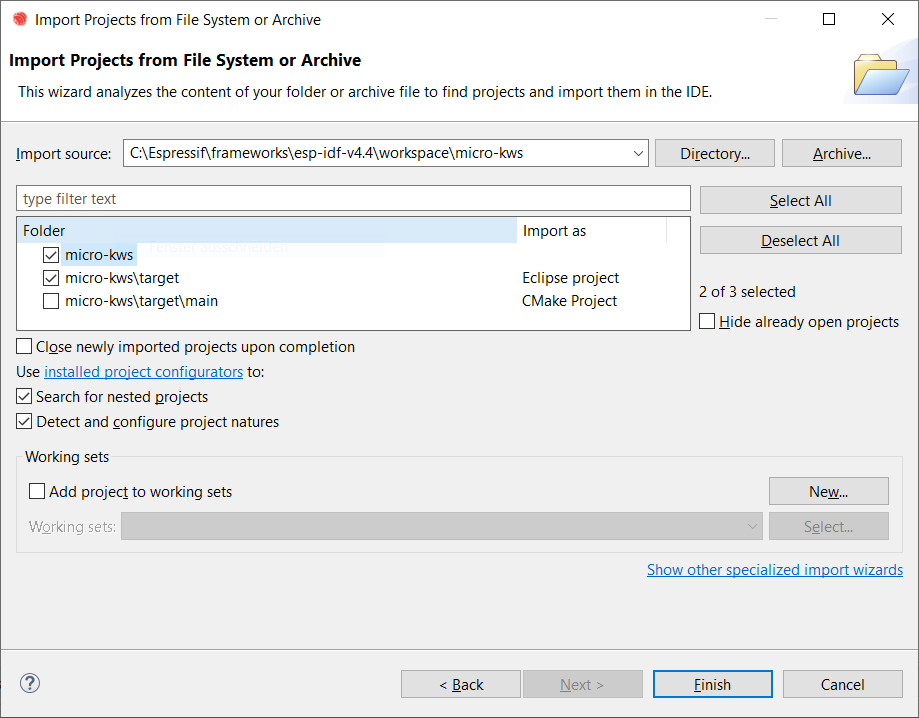 Import Projects from File System or Archive
Import Projects from File System or Archive
This wizard analyzes the content of your folder or archive file to find projects and import them in the IDE.
Import source: C:\Espressif\frameworks\esp-idf-v4.4\workspace\micro-kws Directory... Archive...
type filter text
Select All
Folder Import as
Deselect All
micro-kws
micro-kws\target Eclipse project
2 of 3 selected
micro-kws\target\main CMake Project
Hide already open projects
Close newly imported projects upon completion
Use installed project configurators to:
Search for nested projects
Detect and configure project natures
Working sets
Add project to working sets New...
Working sets: Select...
Show other specialized import wizards
? < Back Next > Finish Cancel